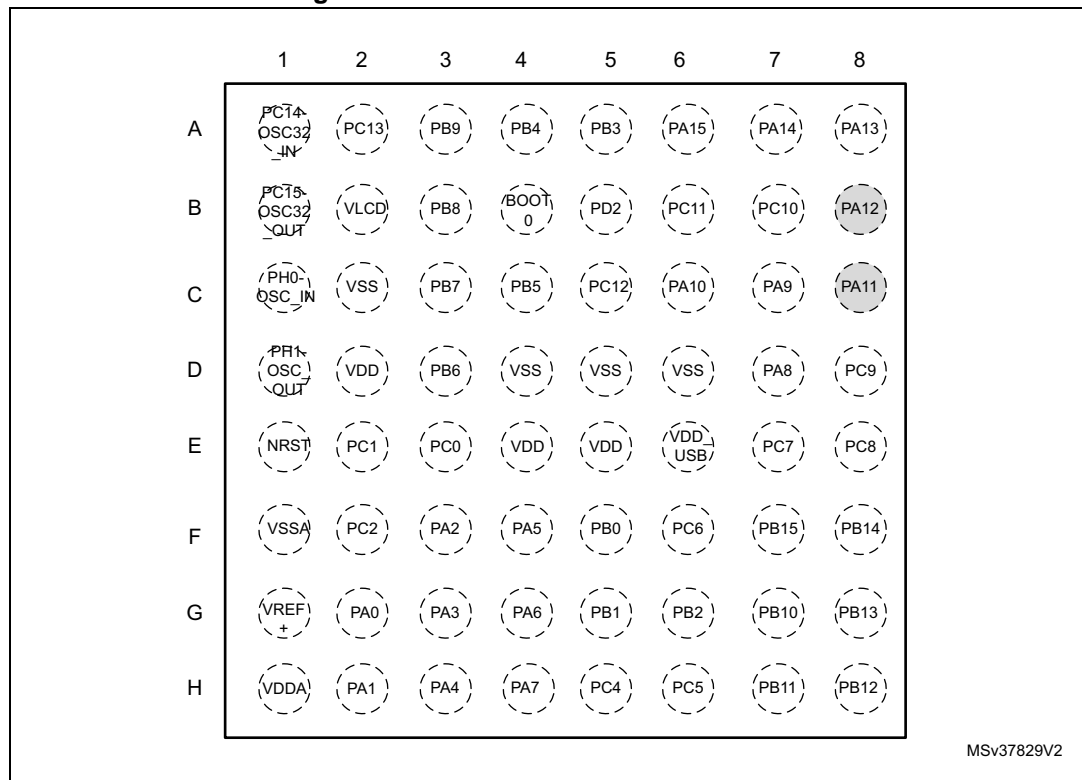 1 2 3 4 5 6 7 8
A PC14-OSC32_IN PC13 PB9 PB4 PB3 PA15 PA14 PA13
B PC15-OSC32_OUT VLCD PB8 BOOT0 PD2 PC11 PC10 PA12
C PH0-OSC_IN VSS PB7 PB5 PC12 PA10 PA9 PA11
D PH1-OSC_OUT VDD PB6 VSS VSS VSS PA8 PC9
E NRST PC1 PC0 VDD VDD VDD_USB PC7 PC8
F VSSA PC2 PA2 PA5 PB0 PC6 PB15 PB14
G VREF+ PA0 PA3 PA6 PB1 PB2 PB10 PB13
H VDDA PA1 PA4 PA7 PC4 PC5 PB11 PB12
MSv37829V2